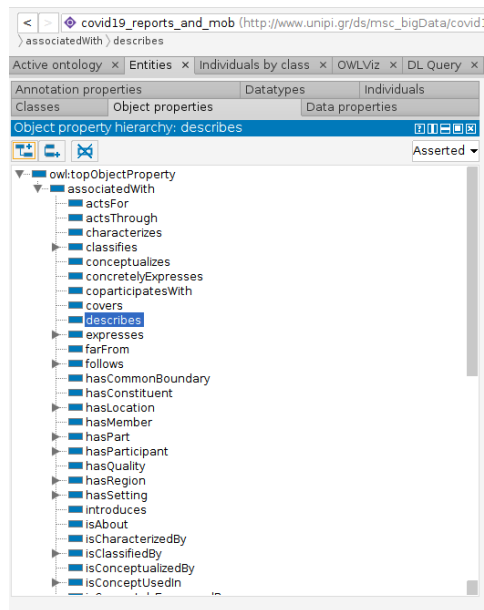 < > covid19_reports_and_mob (http://www.unipi.gr/ds/msc_bigData/covid1
〉associatedWith 〉describes
Active ontology × Entities × Individuals by class × OWLViz × DL Query ×
Annotation properties Datatypes Individuals
Classes Object properties Data properties
Object property hierarchy: describes
Asserted
owl:topObjectProperty
associatedWith
actsFor
actsThrough
characterizes
classifies
conceptualizes
concretelyExpresses
coparticipatesWith
covers
describes
expresses
farFrom
follows
hasCommonBoundary
hasConstituent
hasLocation
hasMember
hasPart
hasParticipant
hasQuality
hasRegion
hasSetting
introduces
isAbout
isCharacterizedBy
isClassifiedBy
isConceptualizedBy
isConceptUsedIn